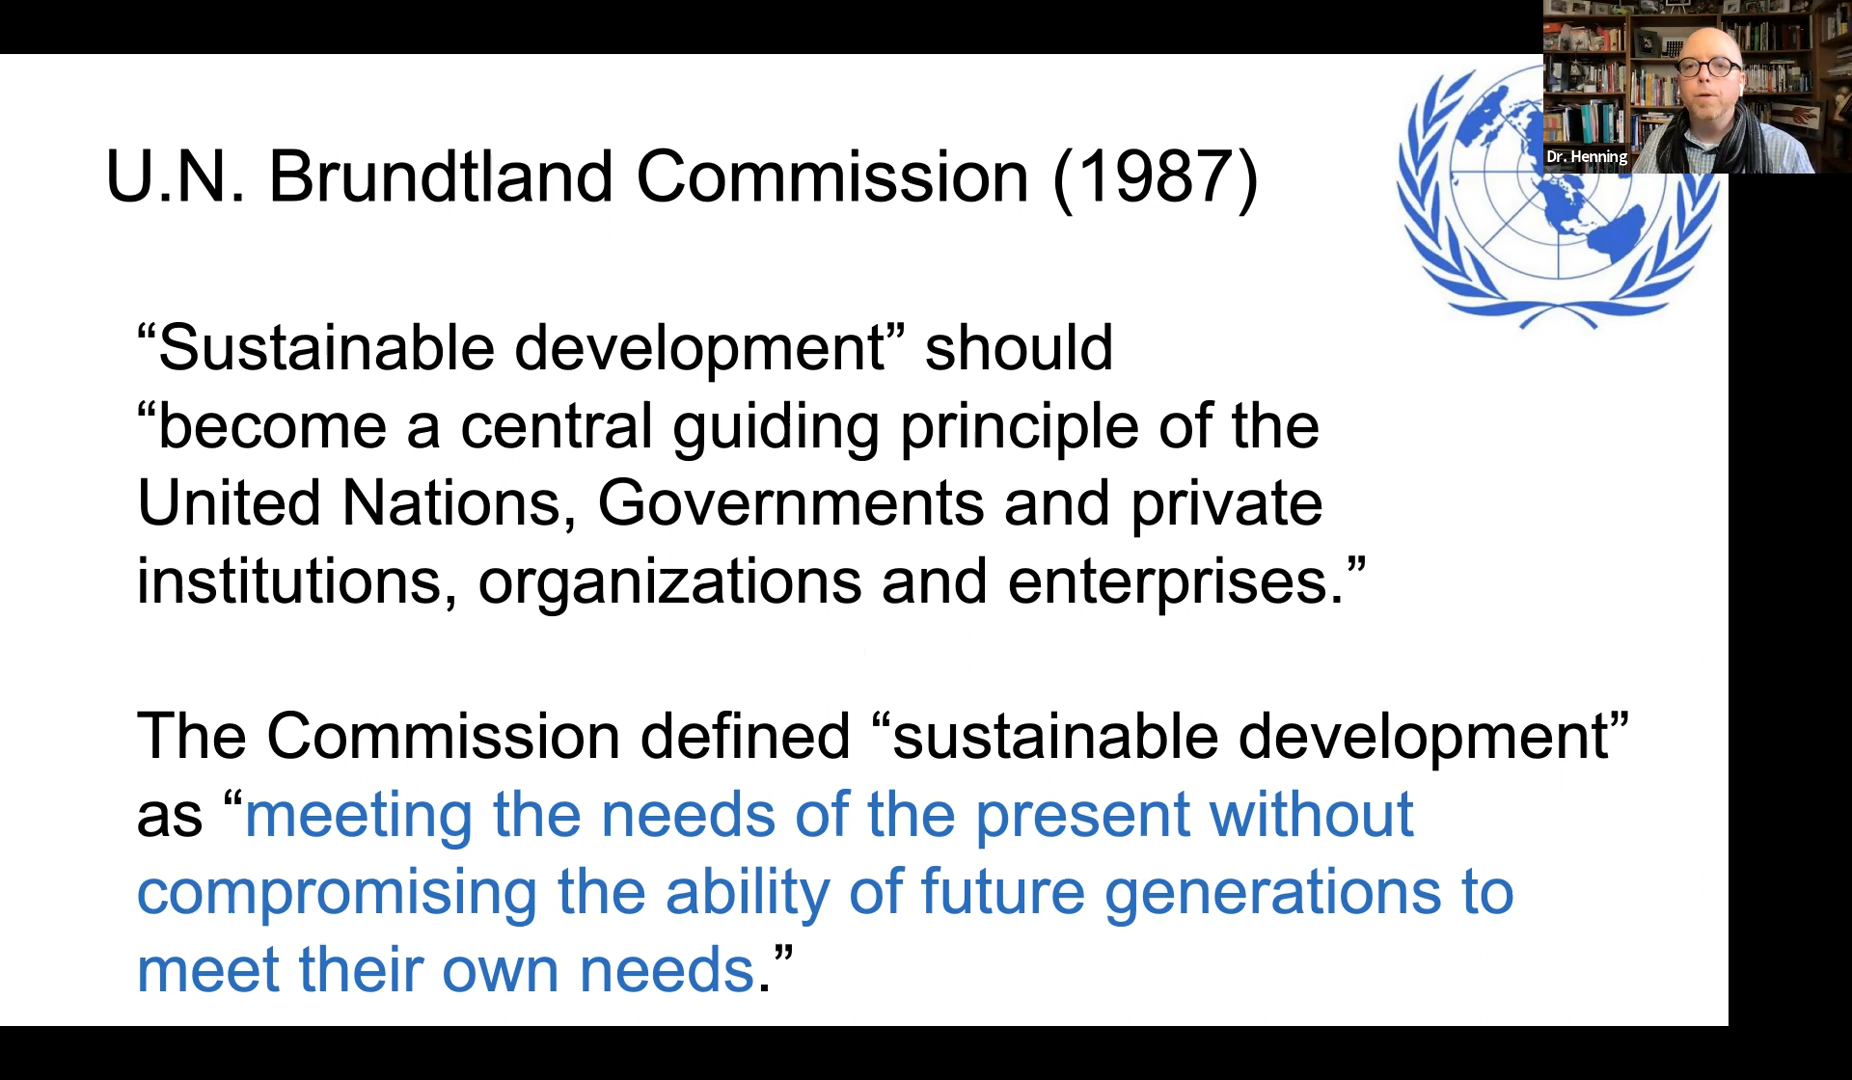 U.N. Brundtland Commission (1987)
Dr. Henning
“Sustainable development” should
“become a central guiding principle of the
United Nations, Governments and private
institutions, organizations and enterprises.”
The Commission defined “sustainable development”
as “meeting the needs of the present without
compromising the ability of future generations to
meet their own needs.”